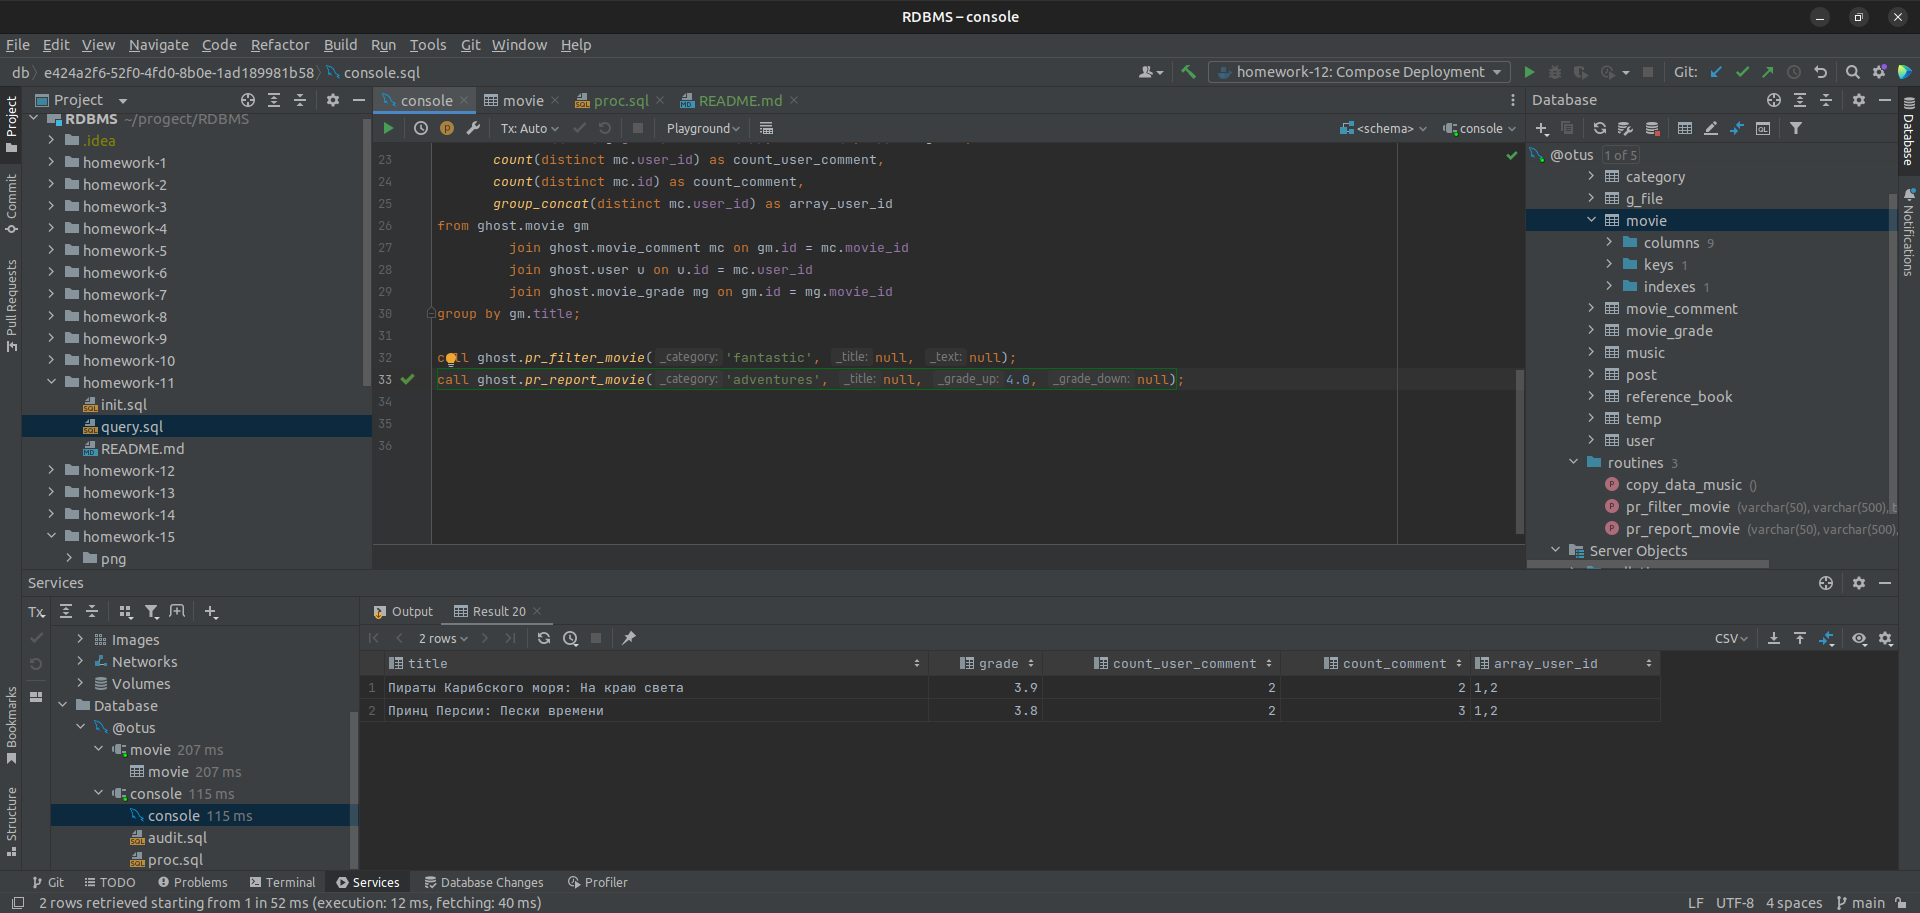 RDBMS – console
File Edit View Navigate Code Refactor Build Run Tools Git Window Help
db e424a2f6-52f0-4fd0-8b0e-1ad189981b58 console.sql
homework-12: Compose Deployment
Git:
Project
console
movie
proc.sql
README.md
Database
Project
Commit
Pull Requests
Bookmarks
Structure
RDBMS ~/progect/RDBMS
.idea
homework-1
homework-2
homework-3
homework-4
homework-5
homework-6
homework-7
homework-8
homework-9
homework-10
homework-11
init.sql
query.sql
README.md
homework-12
homework-13
homework-14
homework-15
png
Tx: Auto
Playground
<schema>
console
23 count(distinct mc.user_id) as count_user_comment,
24 count(distinct mc.id) as count_comment,
25 group_concat(distinct mc.user_id) as array_user_id
26 from ghost.movie gm
27 join ghost.movie_comment mc on gm.id = mc.movie_id
28 join ghost.user u on u.id = mc.user_id
29 join ghost.movie_grade mg on gm.id = mg.movie_id
30 group by gm.title;
31
32 call ghost.pr_filter_movie( _category: 'fantastic', _title: null, _text: null);
33 call ghost.pr_report_movie( _category: 'adventures', _title: null, _grade_up: 4.0, _grade_down: null);
34
35
36
@otus 1 of 5
category
g_file
movie
columns 9
keys 1
indexes 1
movie_comment
movie_grade
music
post
reference_book
temp
user
routines 3
copy_data_music ()
pr_filter_movie (varchar(50), varchar(500), t
pr_report_movie (varchar(50), varchar(500),
Server Objects
Database
Notifications
Services
Tx
Images
Networks
Volumes
Database
@otus
movie 207 ms
movie 207 ms
console 115 ms
console 115 ms
audit.sql
proc.sql
Output
Result 20
2 rows
CSV
title grade count_user_comment count_comment array_user_id
1 Пираты Карибского моря: На краю света 3.9 2 2 1,2
2 Принц Персии: Пески времени 3.8 2 3 1,2
Git TODO Problems Terminal Services Database Changes Profiler
2 rows retrieved starting from 1 in 52 ms (execution: 12 ms, fetching: 40 ms)
LF UTF-8 4 spaces main